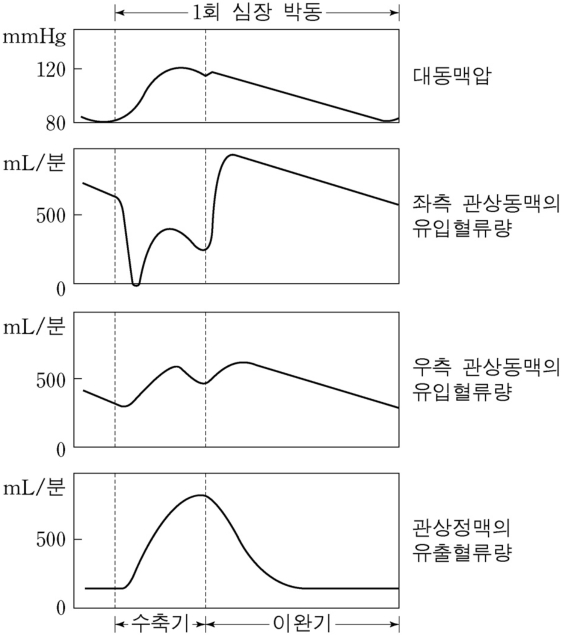 1회 심장 박동
mmHg
120
80
대동맥압
mL/분
500
0
좌측 관상동맥의
유입혈류량
mL/분
500
0
우측 관상동맥의
유입혈류량
mL/분
500
0
관상정맥의
유출혈류량
수축기 이완기